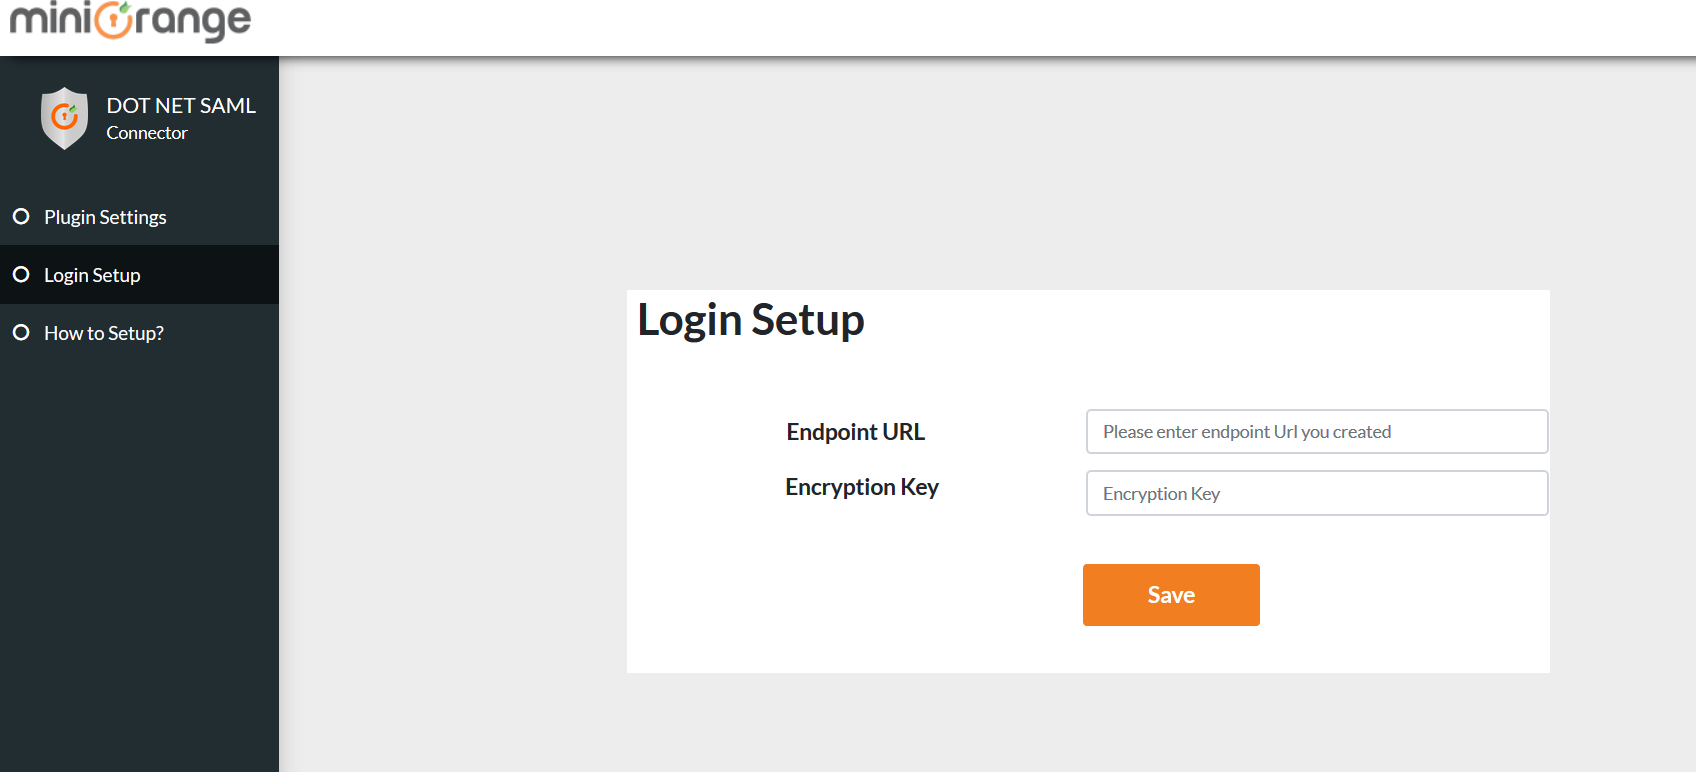 miniOrange
DOT NET SAML
Connector
Plugin Settings
Login Setup
How to Setup?
Login Setup
Endpoint URL
Please enter endpoint Url you created
Encryption Key
Encryption Key
Save